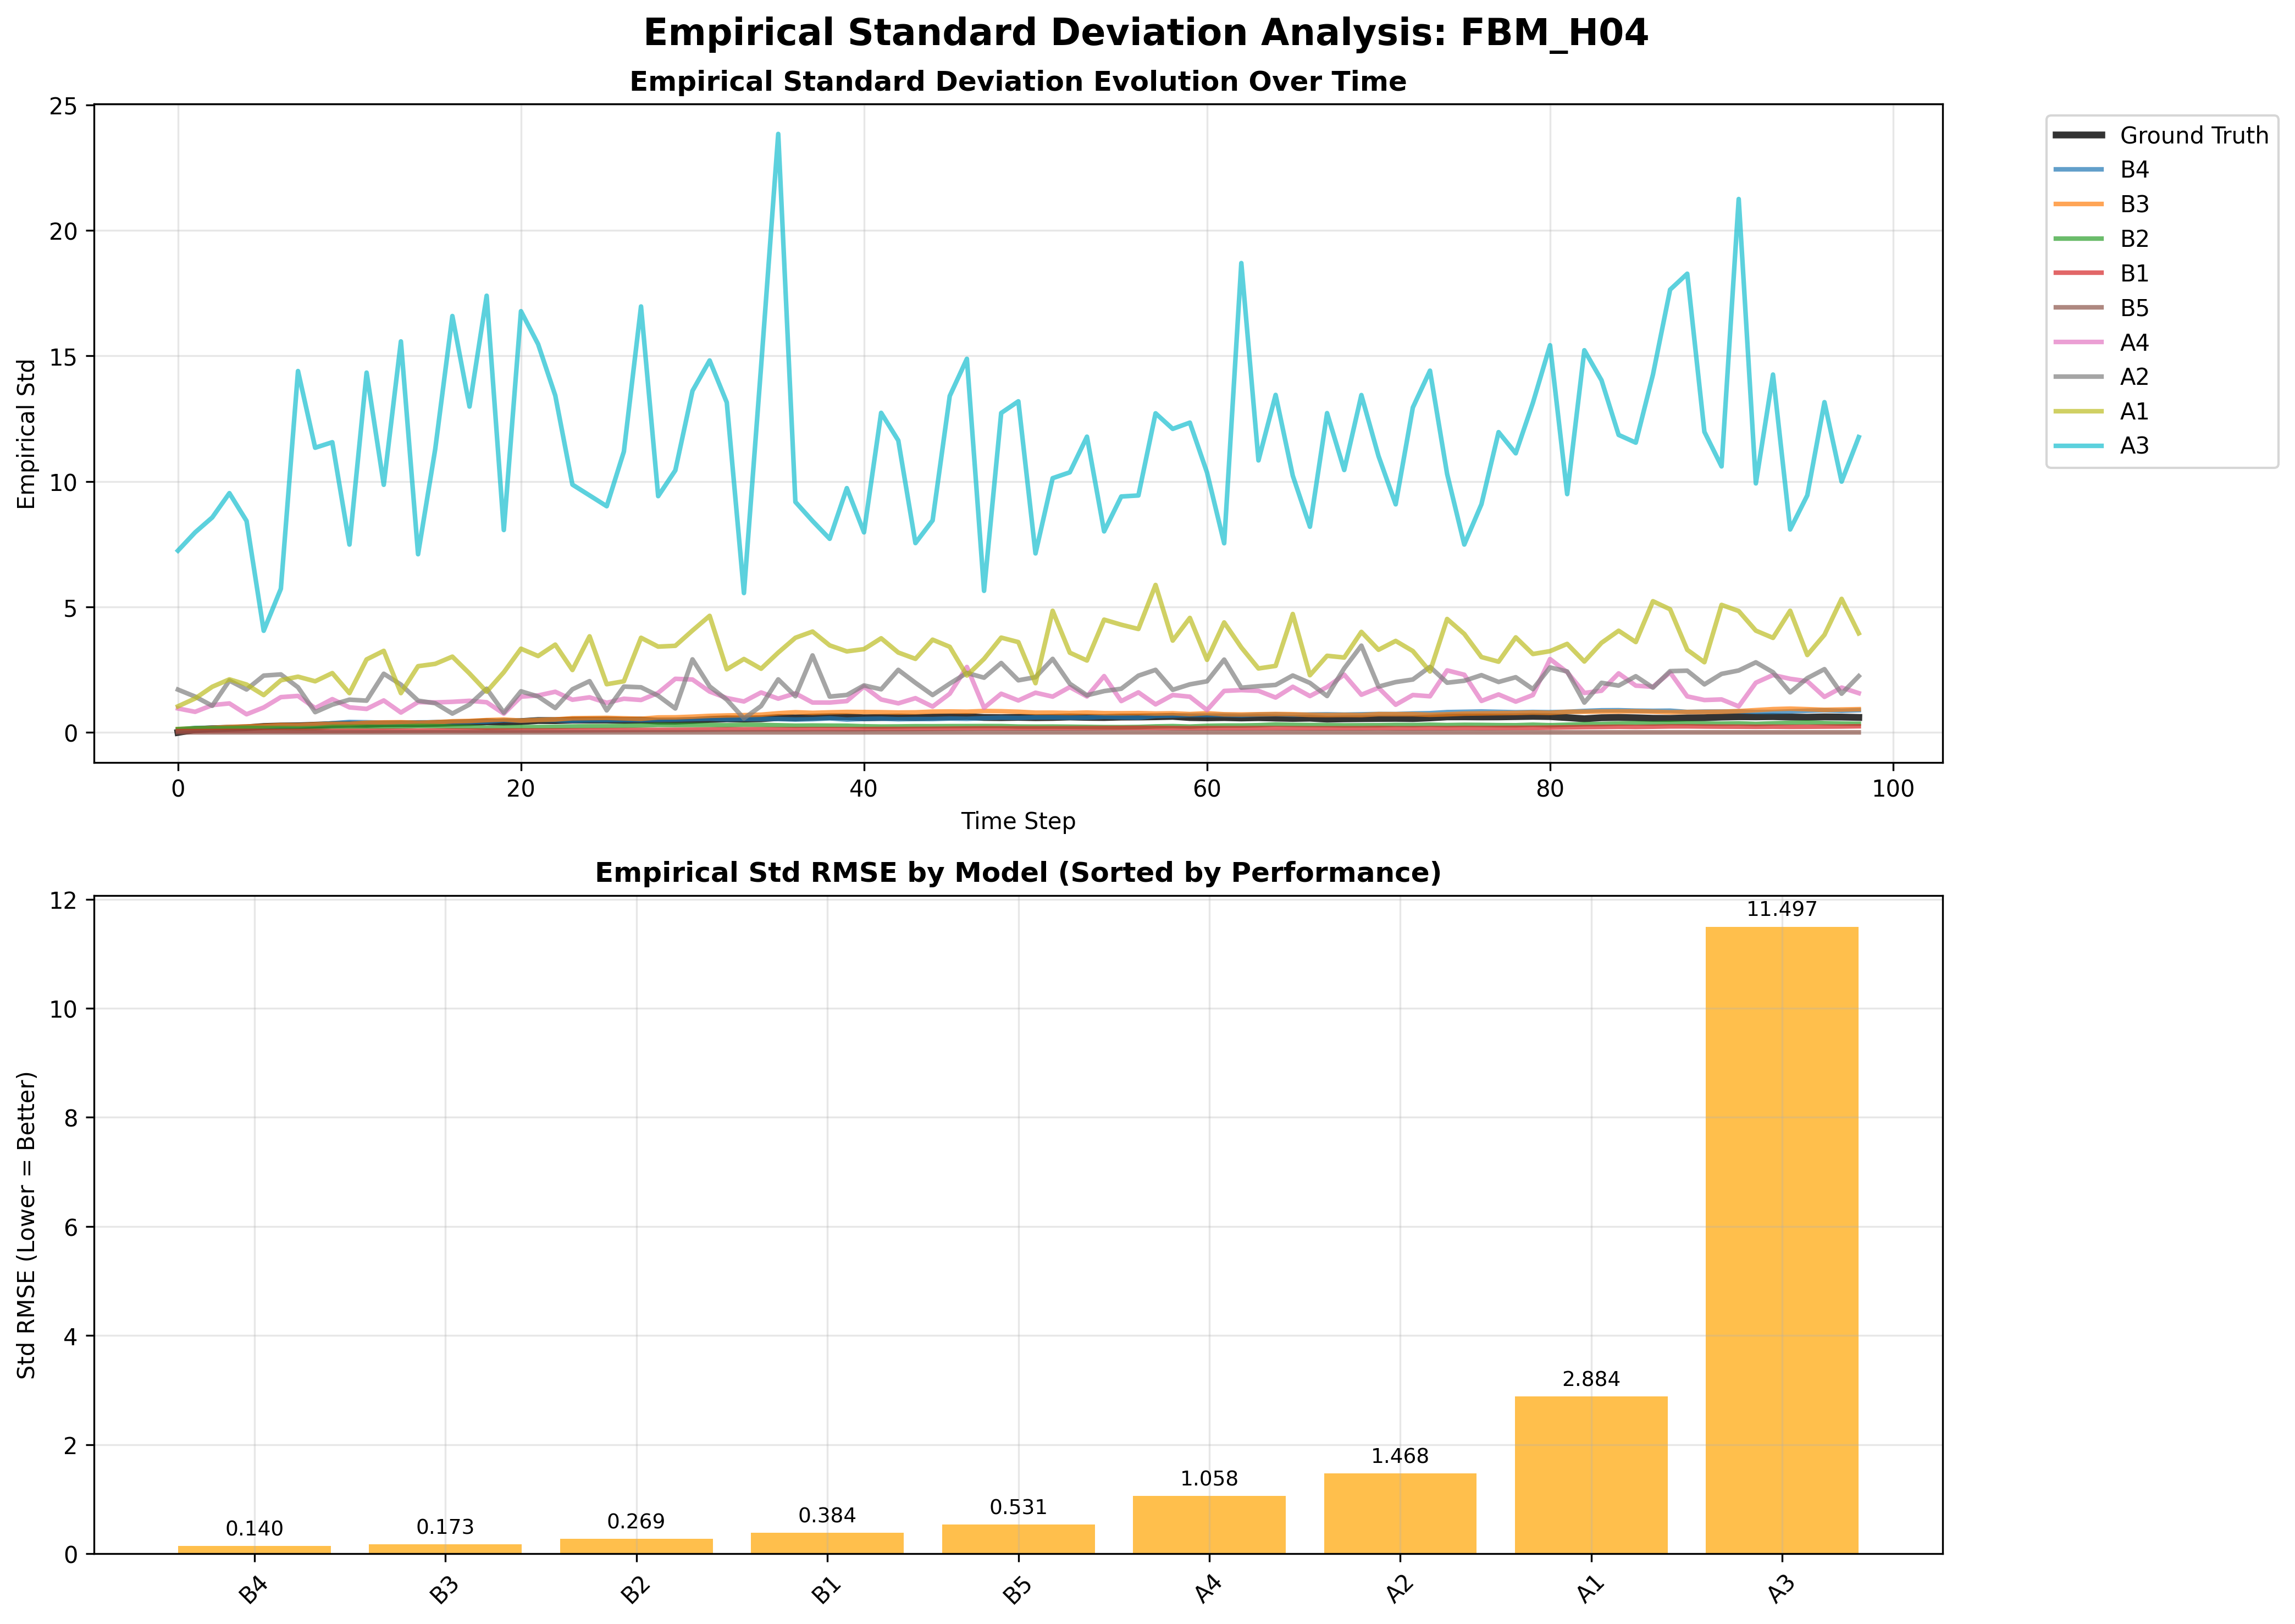 Empirical Standard Deviation Analysis: FBM_H04
Empirical Standard Deviation Evolution Over Time
25
20
15
10
5
0
Empirical Std
0 20 40 60 80 100
Time Step
Ground Truth
B4
B3
B2
B1
B5
A4
A2
A1
A3
Empirical Std RMSE by Model (Sorted by Performance)
12
10
8
6
4
2
0
Std RMSE (Lower = Better)
0.140 0.173 0.269 0.384 0.531 1.058 1.468 2.884 11.497
B4 B3 B2 B1 B5 A4 A2 A1 A3